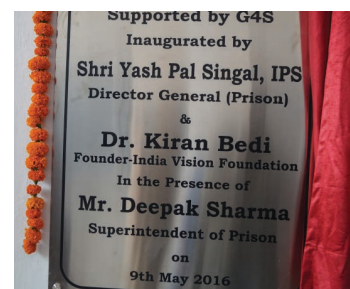 Supported by G4S
Inaugurated by
Shri Yash Pal Singal, IPS
Director General (Prison)
&
Dr. Kiran Bedi
Founder-India Vision Foundation
In the Presence of
Mr. Deepak Sharma
Superintendent of Prison
on
9th May 2016